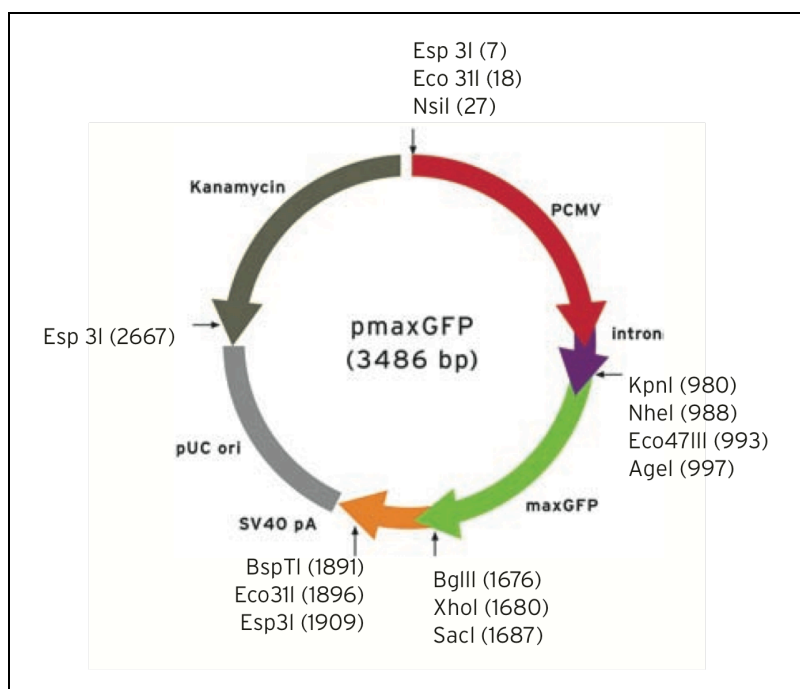 Esp 3I (7)
Eco 31I (18)
NsiI (27)
Kanamycin
PCMV
Esp 3I (2667)
pmaxGFP
(3486 bp)
intron
KpnI (980)
NheI (988)
Eco47III (993)
AgeI (997)
pUC ori
maxGFP
SV40 pA
BspTI (1891)
Eco31I (1896)
Esp3I (1909)
BglII (1676)
XhoI (1680)
SacI (1687)